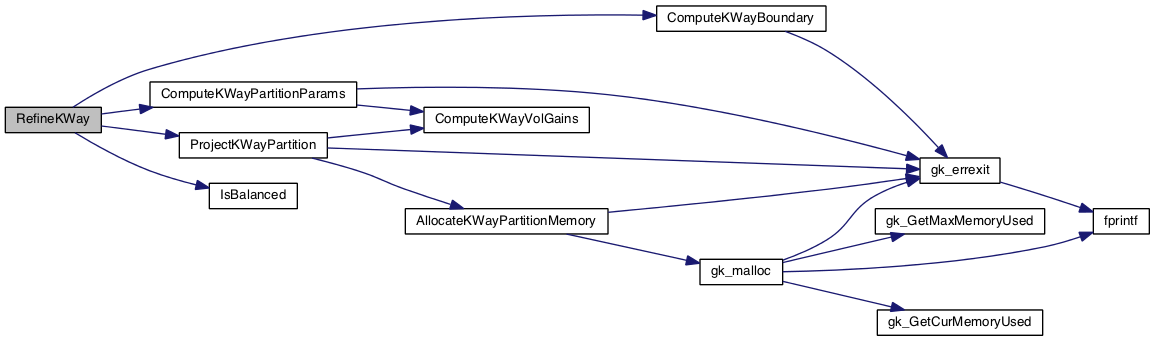 ComputeKWayBoundary
ComputeKWayPartitionParams
RefineKWay
ComputeKWayVolGains
ProjectKWayPartition
gk_errexit
IsBalanced
AllocateKWayPartitionMemory
gk_GetMaxMemoryUsed
fprintf
gk_malloc
gk_GetCurMemoryUsed